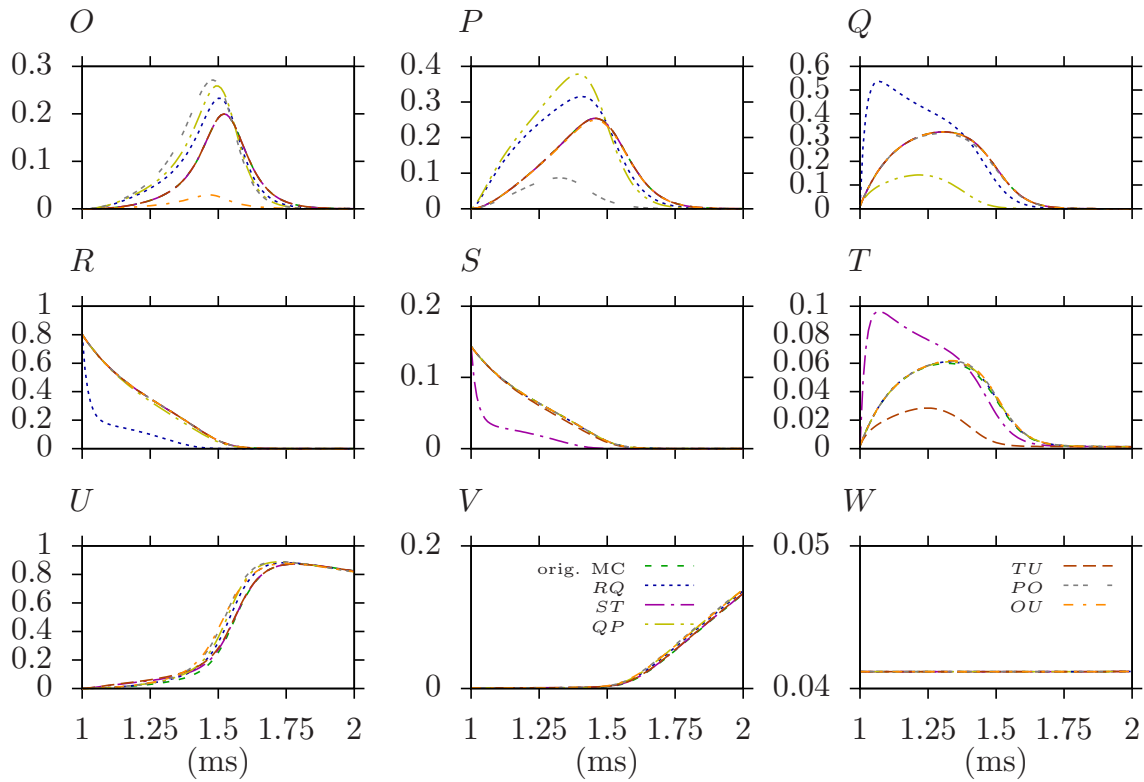 O P Q
0.3 0.4 0.6
0.5
0.2 0.3 0.4
0.2 0.3
0.1 0.2
0.1 0.1
0 0 0
R S T
1 0.2 0.1
0.8 0.08
0.6 0.06
0.1
0.4 0.04
0.2 0.02
0 0 0
U V W
1 0.2 0.05
0.8 orig. MC TU
0.6 RQ PO
ST OU
0.4 QP
0.2
0 0 0.04
1 1.25 1.5 1.75 2 1 1.25 1.5 1.75 2 1 1.25 1.5 1.75 2
(ms) (ms) (ms)